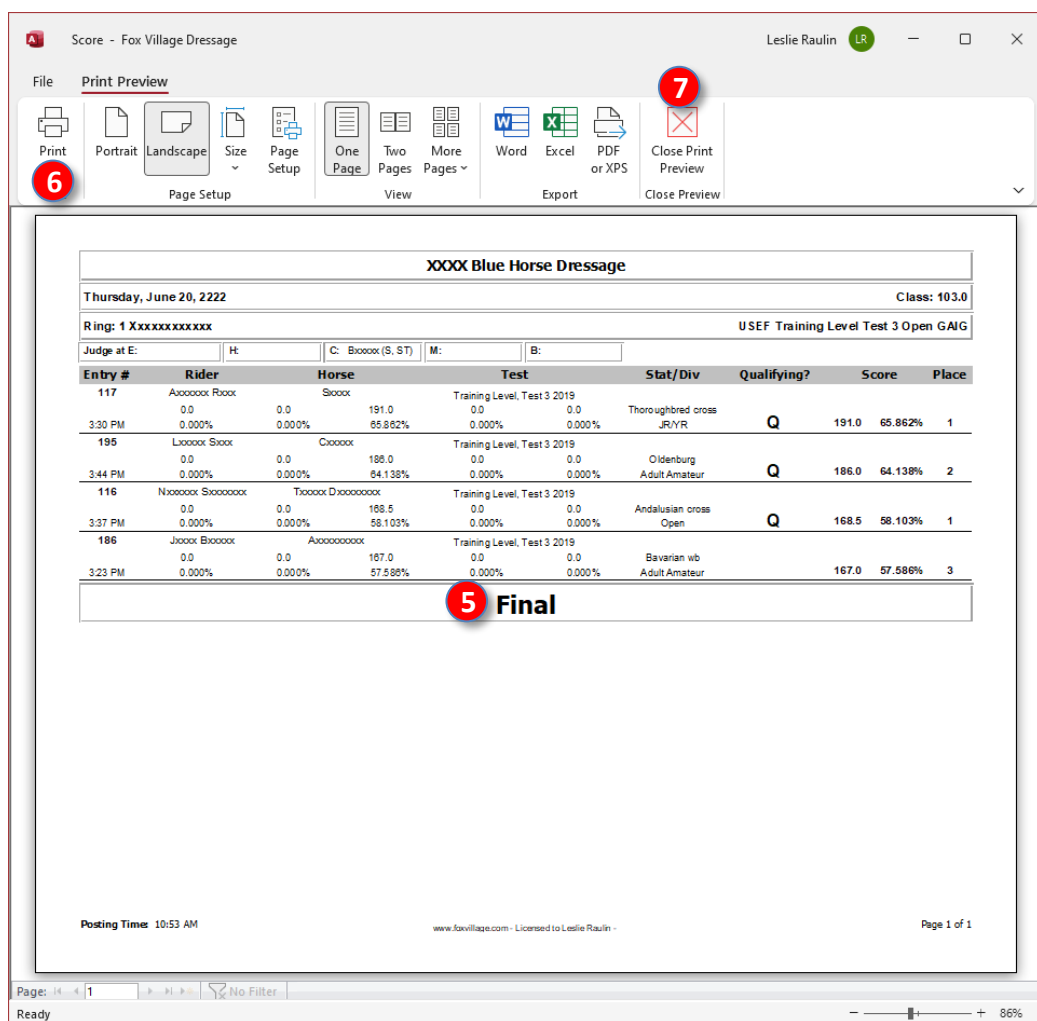 Score - Fox Village Dressage
Leslie Raulin LR
File Print Preview
7
Print Portrait Landscape Size Page Setup One Page Two Pages More Pages Word Excel PDF or XPS Close Print Preview
6
Page Setup View Export Close Preview
XXXX Blue Horse Dressage
Thursday, June 20, 2222 Class: 103.0
Ring: 1 Xxxxxxxxxxxx USEF Training Level Test 3 Open GAIG
Judge at E: H: C: Bxxxxx (S, ST) M: B:
Entry # Rider Horse Test Stat/Div Qualifying? Score Place
117 Axxxxxx Rxxx Sxxxx Training Level, Test 3 2019
0.0 0.0 191.0 0.0 0.0 Thoroughbred cross
3:30 PM 0.000% 0.000% 65.862% 0.000% 0.000% JR/YR Q 191.0 65.862% 1
195 Lxxxxx Sxxx Cxxxxx Training Level, Test 3 2019
0.0 0.0 186.0 0.0 0.0 Oldenburg
3:44 PM 0.000% 0.000% 64.138% 0.000% 0.000% Adult Amateur Q 186.0 64.138% 2
116 Nxxxxxx Sxxxxxxx Txxxxx Dxxxxxxxx Training Level, Test 3 2019
0.0 0.0 168.5 0.0 0.0 Andalusian cross
3:37 PM 0.000% 0.000% 58.103% 0.000% 0.000% Open Q 168.5 58.103% 1
186 Jxxxx Bxxxxx Axxxxxxxxx Training Level, Test 3 2019
0.0 0.0 167.0 0.0 0.0 Bavarian wb
3:23 PM 0.000% 0.000% 57.586% 0.000% 0.000% Adult Amateur 167.0 57.586% 3
5 Final
Posting Time: 10:53 AM www.foxvillage.com - Licensed to Leslie Raulin - Page 1 of 1
Page: 1 No Filter
Ready 86%